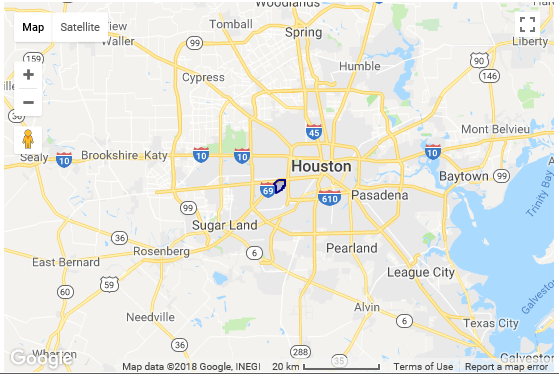 Woodlands
Map
Satellite
Tomball
Spring
Waller
99
Liberty
159
Humble
90
Cypress
146
36
45
Mont Belvieu
Sealy
10
Brookshire
Katy
10
10
10
Houston
Baytown
99
69
610
Pasadena
Trinity Bay
99
Sugar Land
36
6
Pearland
East Bernard
Rosenberg
League City
59
60
Needville
Alvin
6
Texas City
36
Wharton
288
35
Galveston
Google
Map data ©2018 Google, INEGI
20 km
Terms of Use
Report a map error